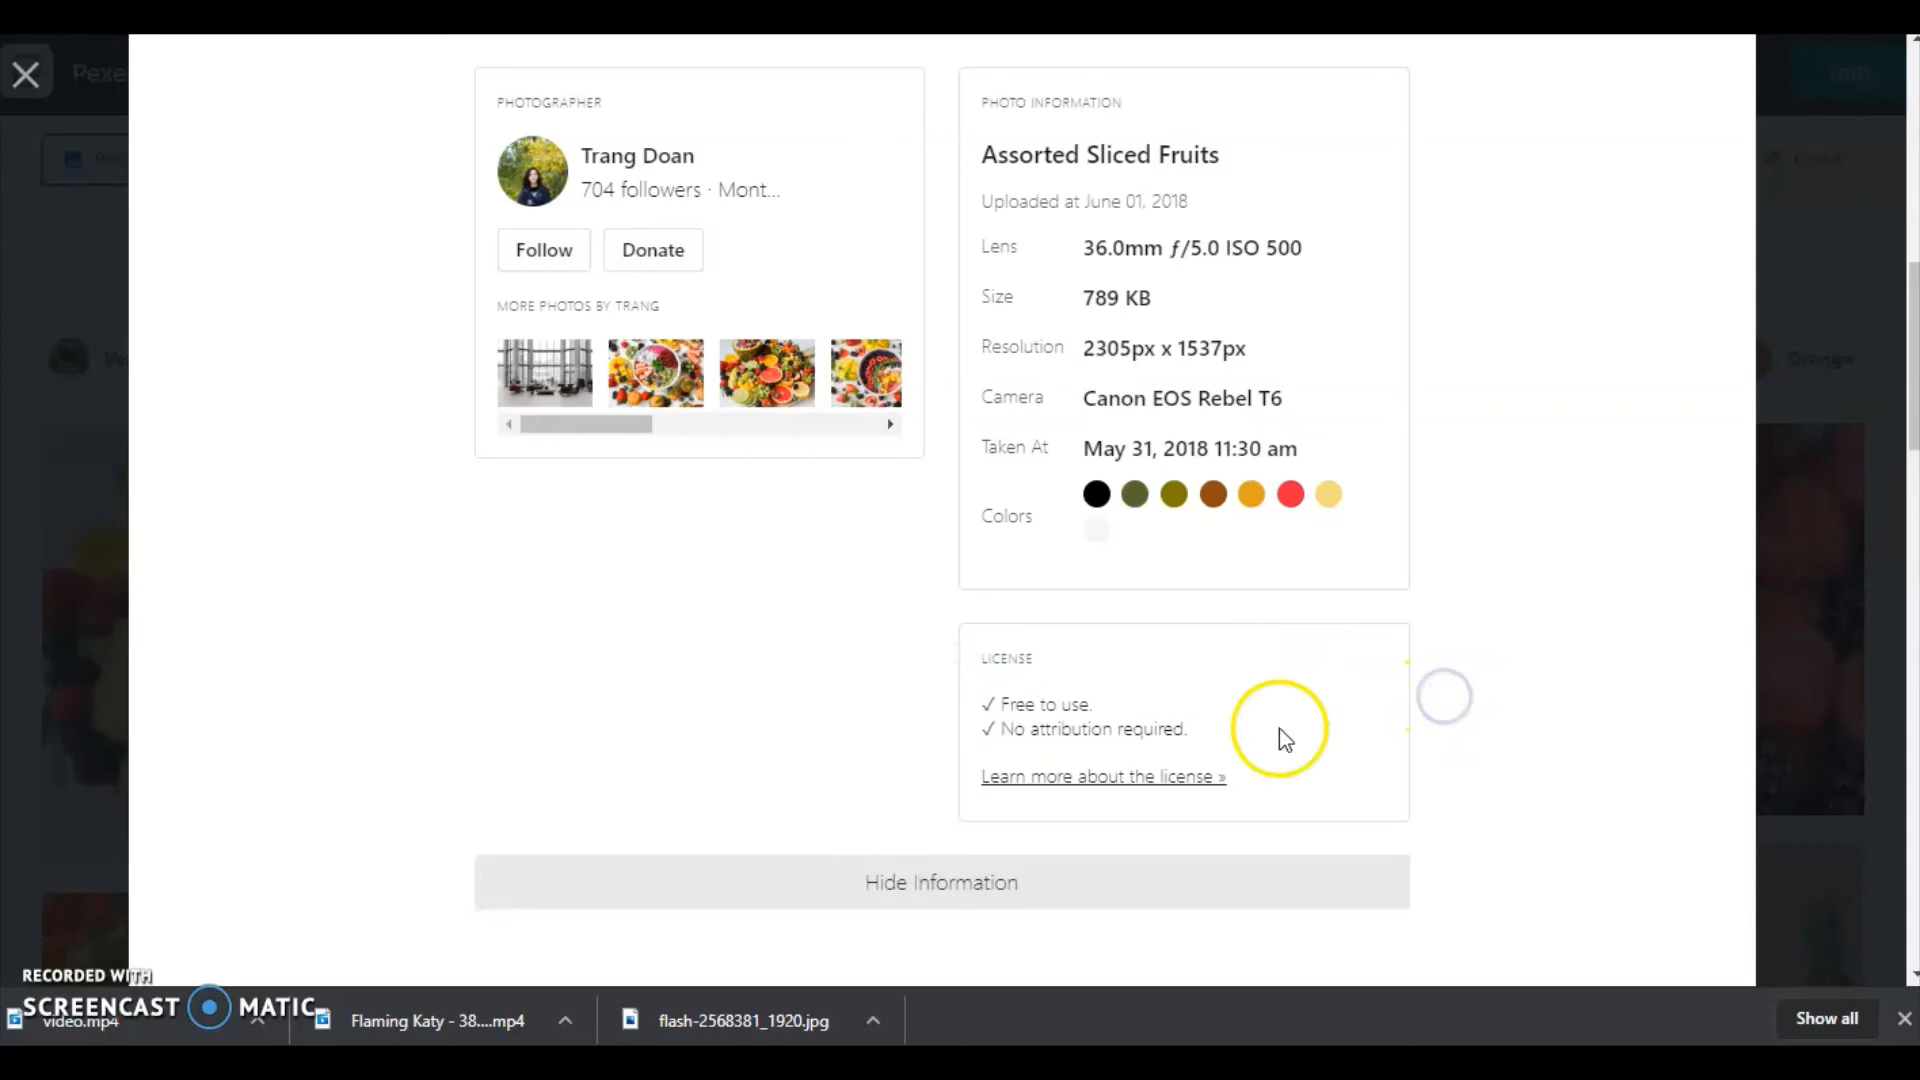 Pexe
Join
PHOTOGRAPHER
Trang Doan
704 followers · Mont...
Follow
Donate
MORE PHOTOS BY TRANG
PHOTO INFORMATION
Assorted Sliced Fruits
Uploaded at June 01, 2018
Lens 36.0mm ƒ/5.0 ISO 500
Size 789 KB
Resolution 2305px x 1537px
Camera Canon EOS Rebel T6
Taken At May 31, 2018 11:30 am
Colors
Orange
LICENSE
✓ Free to use.
✓ No attribution required.
Learn more about the license »
Hide Information
RECORDED WITH
SCREENCAST MATIC
video.mp4
Flaming Katy - 38....mp4
flash-2568381_1920.jpg
Show all